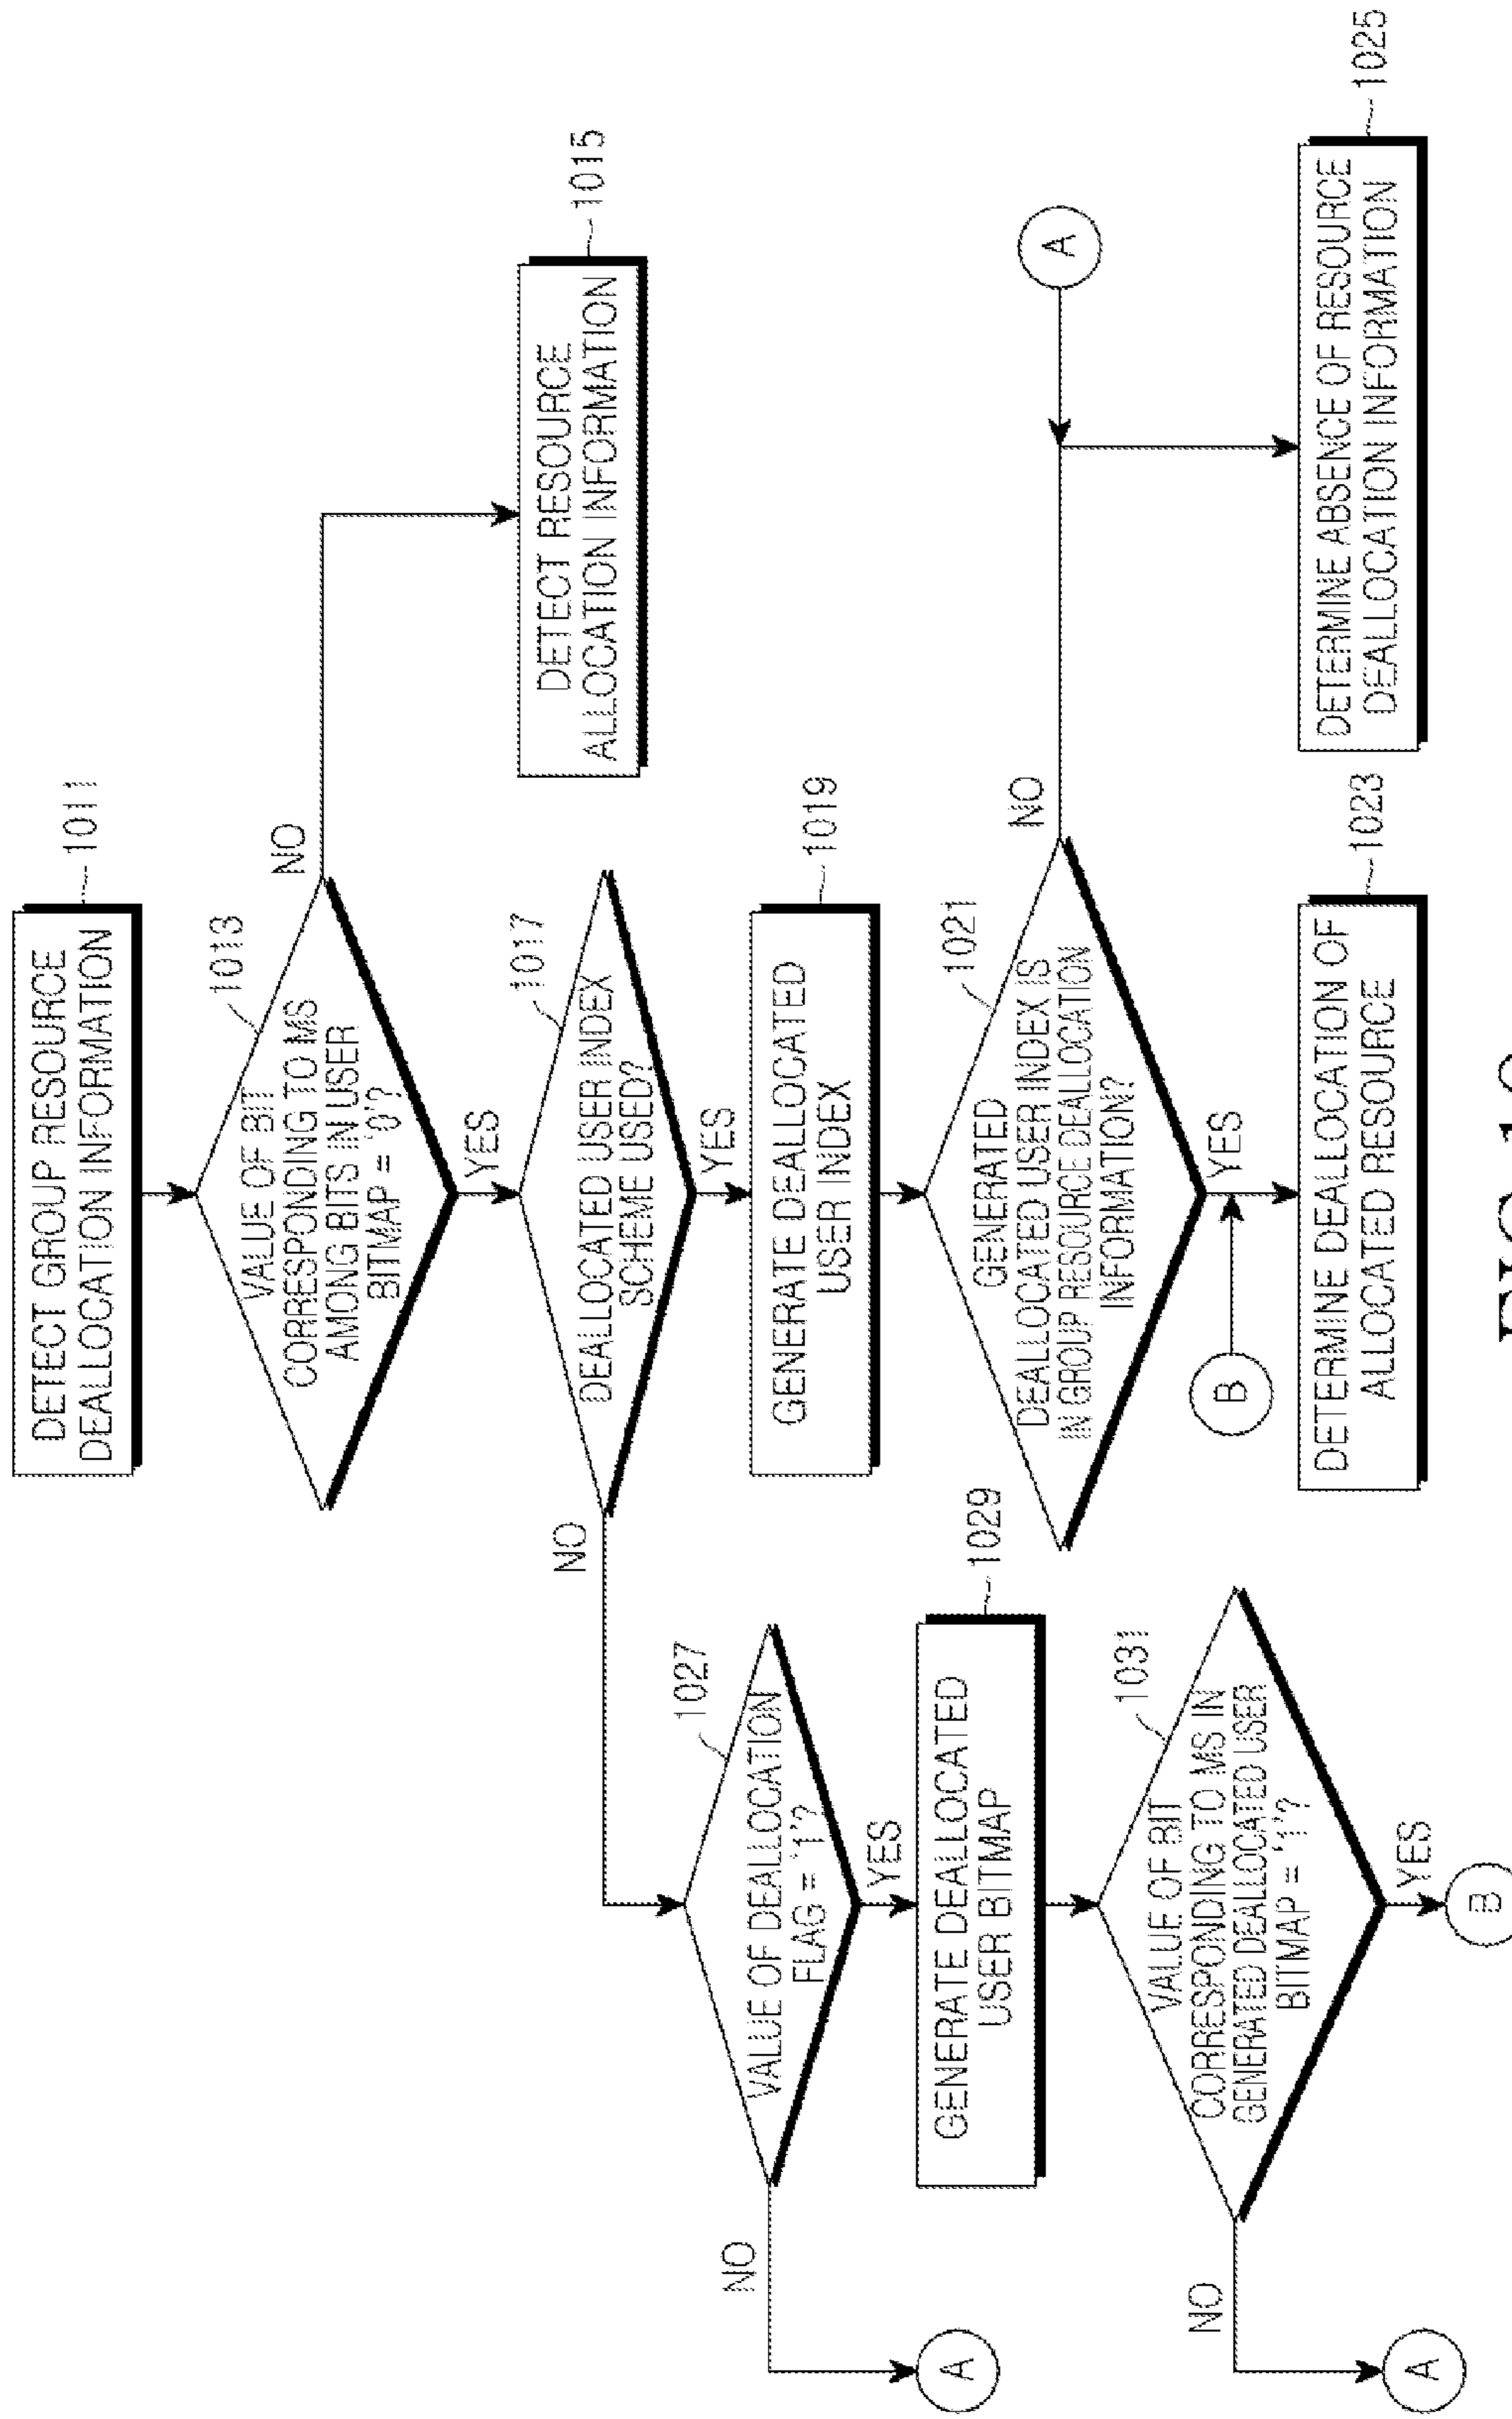 DETECT GROUP RESOURCE
DEALLOCATION INFORMATION
1011
VALUE OF BIT
CORRESPONDING TO MS
AMONG BITS IN USER
BITMAP = '0'?
1013
NO
YES
DETECT RESOURCE
ALLOCATION INFORMATION
1015
DEALLOCATED USER INDEX
SCHEME USED?
1017
NO
YES
GENERATE DEALLOCATED
USER INDEX
1019
GENERATED
DEALLOCATED USER INDEX IS
IN GROUP RESOURCE DEALLOCATION
INFORMATION?
1021
NO
YES
A
B
DETERMINE DEALLOCATION OF
ALLOCATED RESOURCE
1023
DETERMINE ABSENCE OF RESOURCE
DEALLOCATION INFORMATION
1025
VALUE OF DEALLOCATION
FLAG = '1'?
1027
NO
YES
A
GENERATE DEALLOCATED
USER BITMAP
1029
VALUE OF BIT
CORRESPONDING TO MS IN
GENERATED DEALLOCATED USER
BITMAP = '1'?
1031
NO
YES
A
B